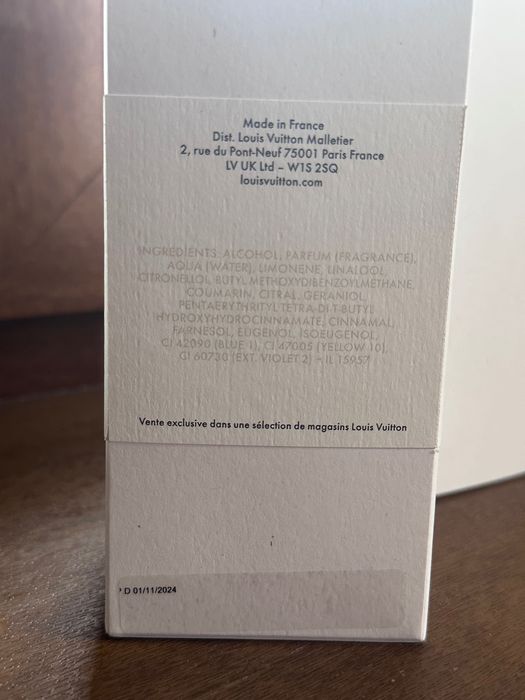 Made in France
Dist. Louis Vuitton Malletier
2, rue du Pont-Neuf 75001 Paris France
LV UK Ltd – W1S 2SQ
louisvuitton.com
INGREDIENTS: ALCOHOL, PARFUM (FRAGRANCE),
AQUA (WATER), LIMONENE, LINALOOL,
CITRONELLOL, BUTYL METHOXYDIBENZOYLMETHANE,
COUMARIN, CITRAL, GERANIOL,
PENTAERYTHRITYL TETRA-DI-T-BUTYL
HYDROXYHYDROCINNAMATE, CINNAMAL,
FARNESOL, EUGENOL, ISOEUGENOL,
CI 42090 (BLUE 1), CI 47005 (YELLOW 10),
CI 60730 (EXT. VIOLET 2) – IL 15957
Vente exclusive dans une sélection de magasins Louis Vuitton
D 01/11/2024